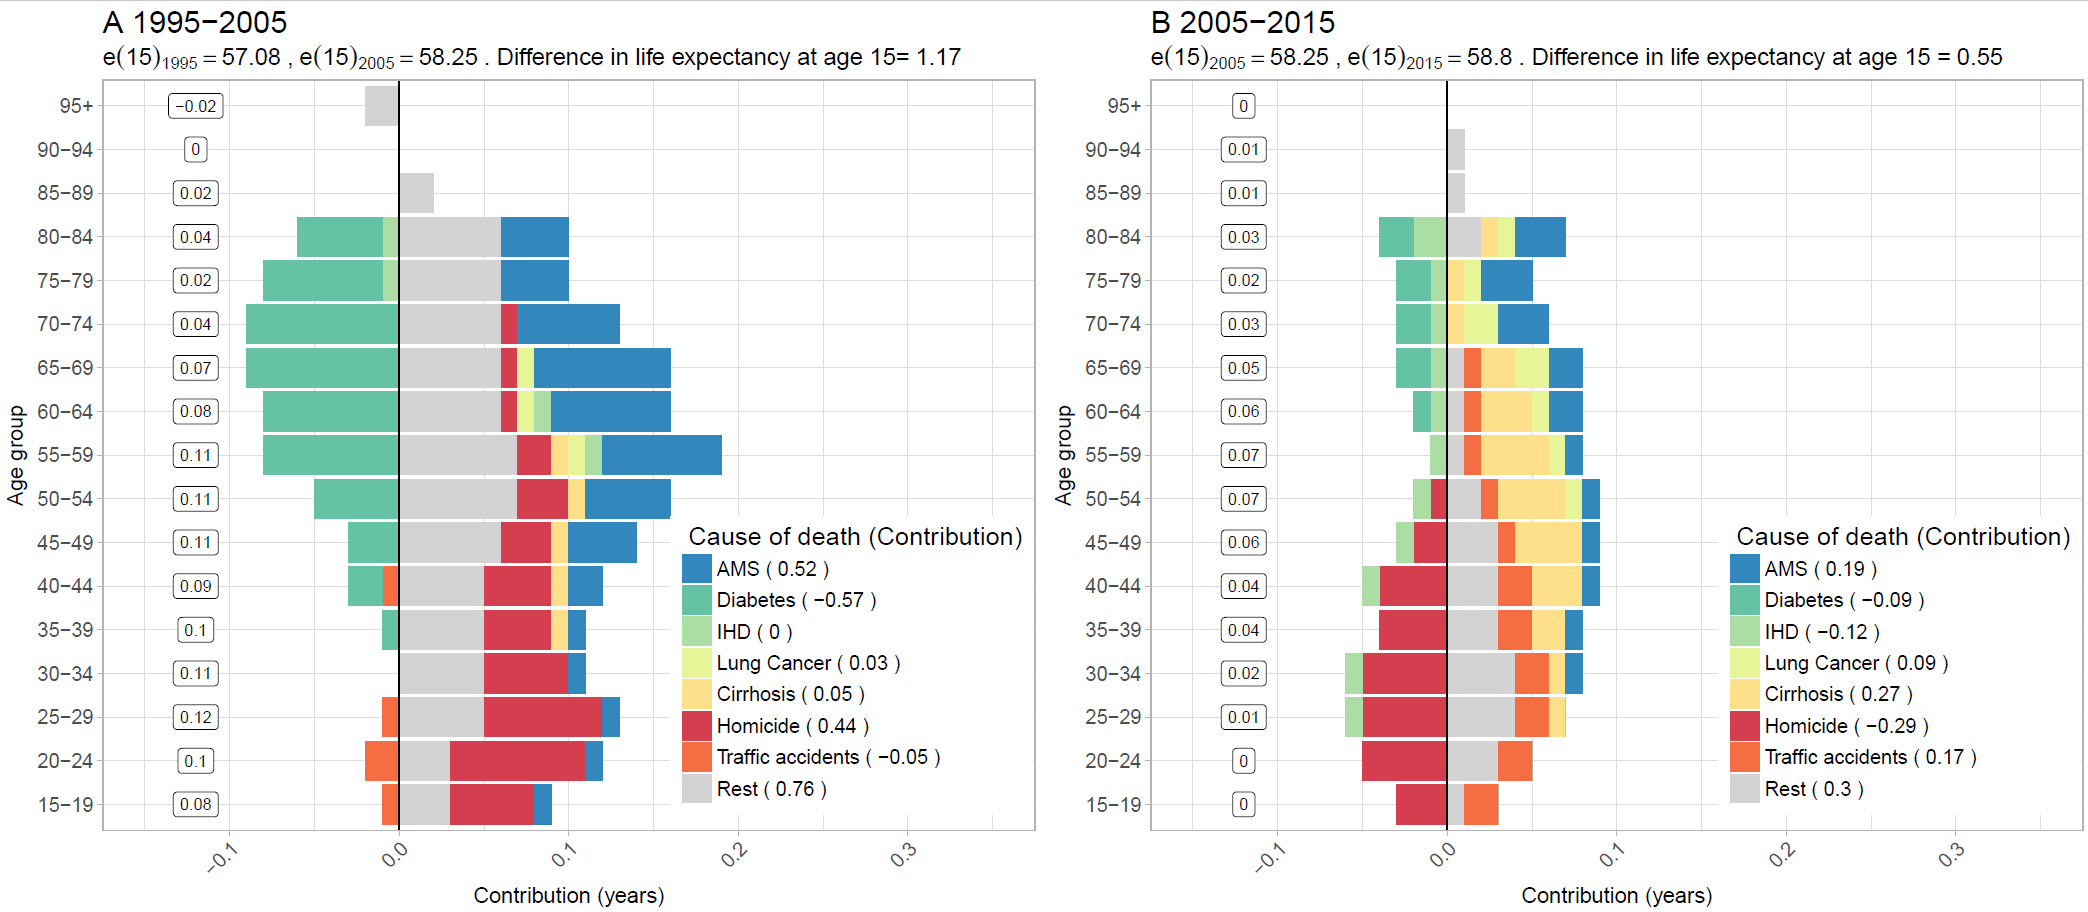 A 1995−2005
e(15)1995 = 57.08 , e(15)2005 = 58.25 . Difference in life expectancy at age 15= 1.17
95+ −0.02
90−94 0
85−89 0.02
80−84 0.04
75−79 0.02
70−74 0.04
65−69 0.07
60−64 0.08
55−59 0.11
50−54 0.11
45−49 0.11
40−44 0.09
35−39 0.1
30−34 0.11
25−29 0.12
20−24 0.1
15−19 0.08
Age group
Cause of death (Contribution)
AMS ( 0.52 )
Diabetes ( −0.57 )
IHD ( 0 )
Lung Cancer ( 0.03 )
Cirrhosis ( 0.05 )
Homicide ( 0.44 )
Traffic accidents ( −0.05 )
Rest ( 0.76 )
−0.1 0.0 0.1 0.2 0.3
Contribution (years)
B 2005−2015
e(15)2005 = 58.25 , e(15)2015 = 58.8 . Difference in life expectancy at age 15 = 0.55
95+ 0
90−94 0.01
85−89 0.01
80−84 0.03
75−79 0.02
70−74 0.03
65−69 0.05
60−64 0.06
55−59 0.07
50−54 0.07
45−49 0.06
40−44 0.04
35−39 0.04
30−34 0.02
25−29 0.01
20−24 0
15−19 0
Age group
Cause of death (Contribution)
AMS ( 0.19 )
Diabetes ( −0.09 )
IHD ( −0.12 )
Lung Cancer ( 0.09 )
Cirrhosis ( 0.27 )
Homicide ( −0.29 )
Traffic accidents ( 0.17 )
Rest ( 0.3 )
−0.1 0.0 0.1 0.2 0.3
Contribution (years)